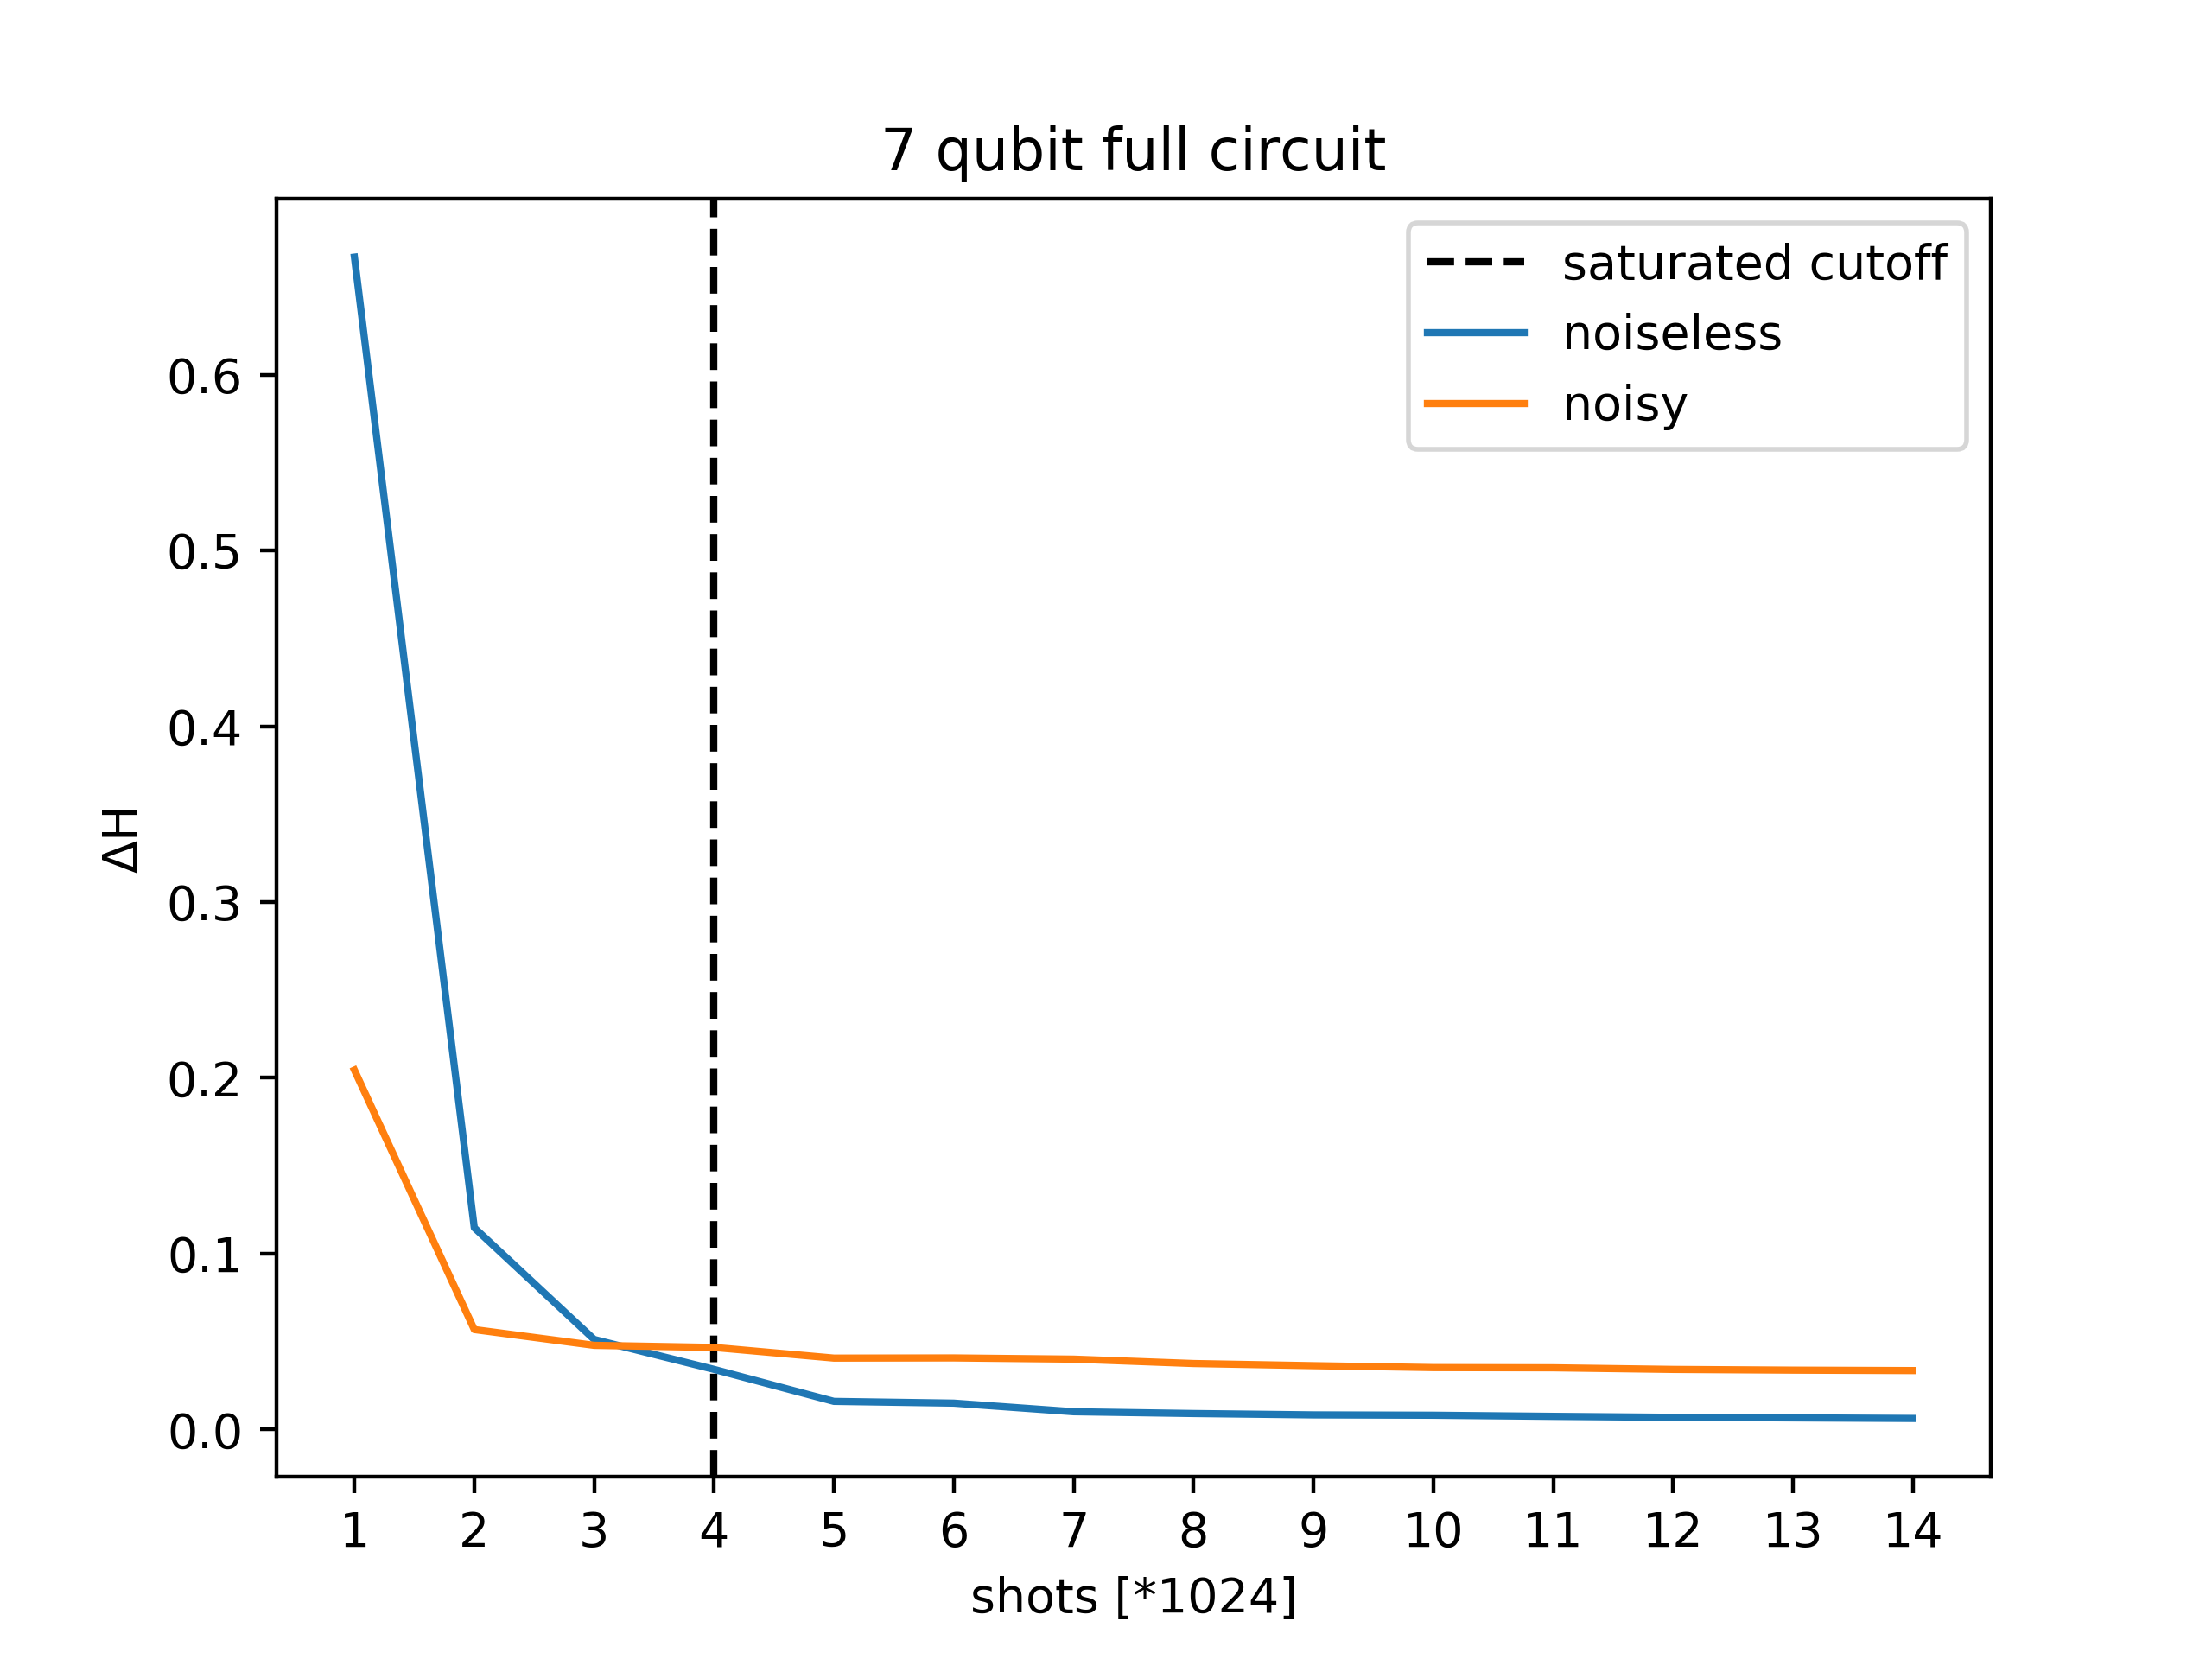 7 qubit full circuit
saturated cutoff
noiseless
noisy
0.6
0.5
0.4
0.3
0.2
0.1
0.0
ΔH
1 2 3 4 5 6 7 8 9 10 11 12 13 14
shots [*1024]